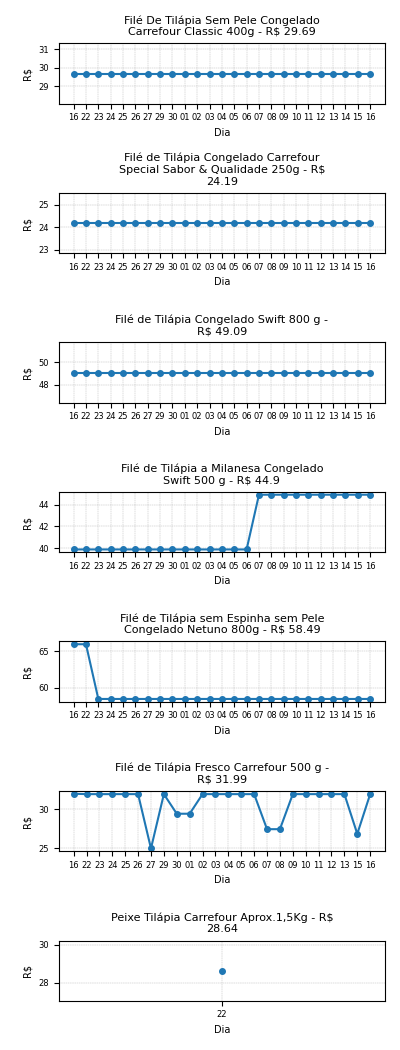 Filé De Tilápia Sem Pele Congelado
Carrefour Classic 400g - R$ 29.69
31
30
29
R$
16 22 23 24 25 26 27 29 30 01 02 03 04 05 06 07 08 09 10 11 12 13 14 15 16
Dia
Filé de Tilápia Congelado Carrefour
Special Sabor & Qualidade 250g - R$
24.19
25
24
23
R$
16 22 23 24 25 26 27 29 30 01 02 03 04 05 06 07 08 09 10 11 12 13 14 15 16
Dia
Filé de Tilápia Congelado Swift 800 g -
R$ 49.09
50
48
R$
16 22 23 24 25 26 27 29 30 01 02 03 04 05 06 07 08 09 10 11 12 13 14 15 16
Dia
Filé de Tilápia a Milanesa Congelado
Swift 500 g - R$ 44.9
44
42
40
R$
16 22 23 24 25 26 27 29 30 01 02 03 04 05 06 07 08 09 10 11 12 13 14 15 16
Dia
Filé de Tilápia sem Espinha sem Pele
Congelado Netuno 800g - R$ 58.49
65
60
R$
16 22 23 24 25 26 27 28 29 30 01 02 03 04 05 06 07 08 09 10 11 12 13 14 15 16
Dia
Filé de Tilápia Fresco Carrefour 500 g -
R$ 31.99
30
25
R$
16 22 23 24 25 26 27 29 30 01 02 03 04 05 06 07 08 09 10 11 12 13 14 15 16
Dia
Peixe Tilápia Carrefour Aprox.1,5Kg - R$
28.64
30
28
R$
22
Dia